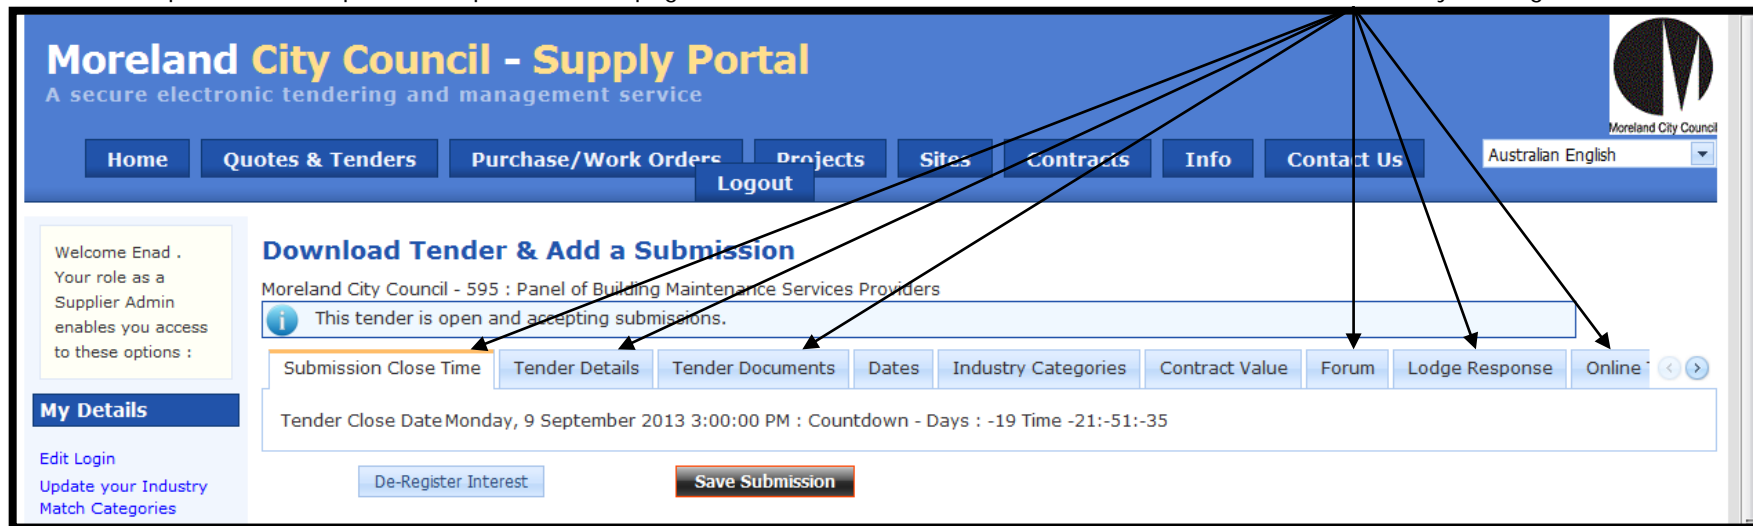 Moreland City Council - Supply Portal
A secure electronic tendering and management service
Moreland City Council
Home Quotes & Tenders Purchase/Work Orders Projects Sites Contracts Info Contact Us
Australian English
Logout
Welcome Enad .
Your role as a
Supplier Admin
enables you access
to these options :
My Details
Edit Login
Update your Industry
Match Categories
Download Tender & Add a Submission
Moreland City Council - 595 : Panel of Building Maintenance Services Providers
This tender is open and accepting submissions.
Submission Close Time Tender Details Tender Documents Dates Industry Categories Contract Value Forum Lodge Response Online
Tender Close Date Monday, 9 September 2013 3:00:00 PM : Countdown - Days : -19 Time -21:-51:-35
De-Register Interest Save Submission